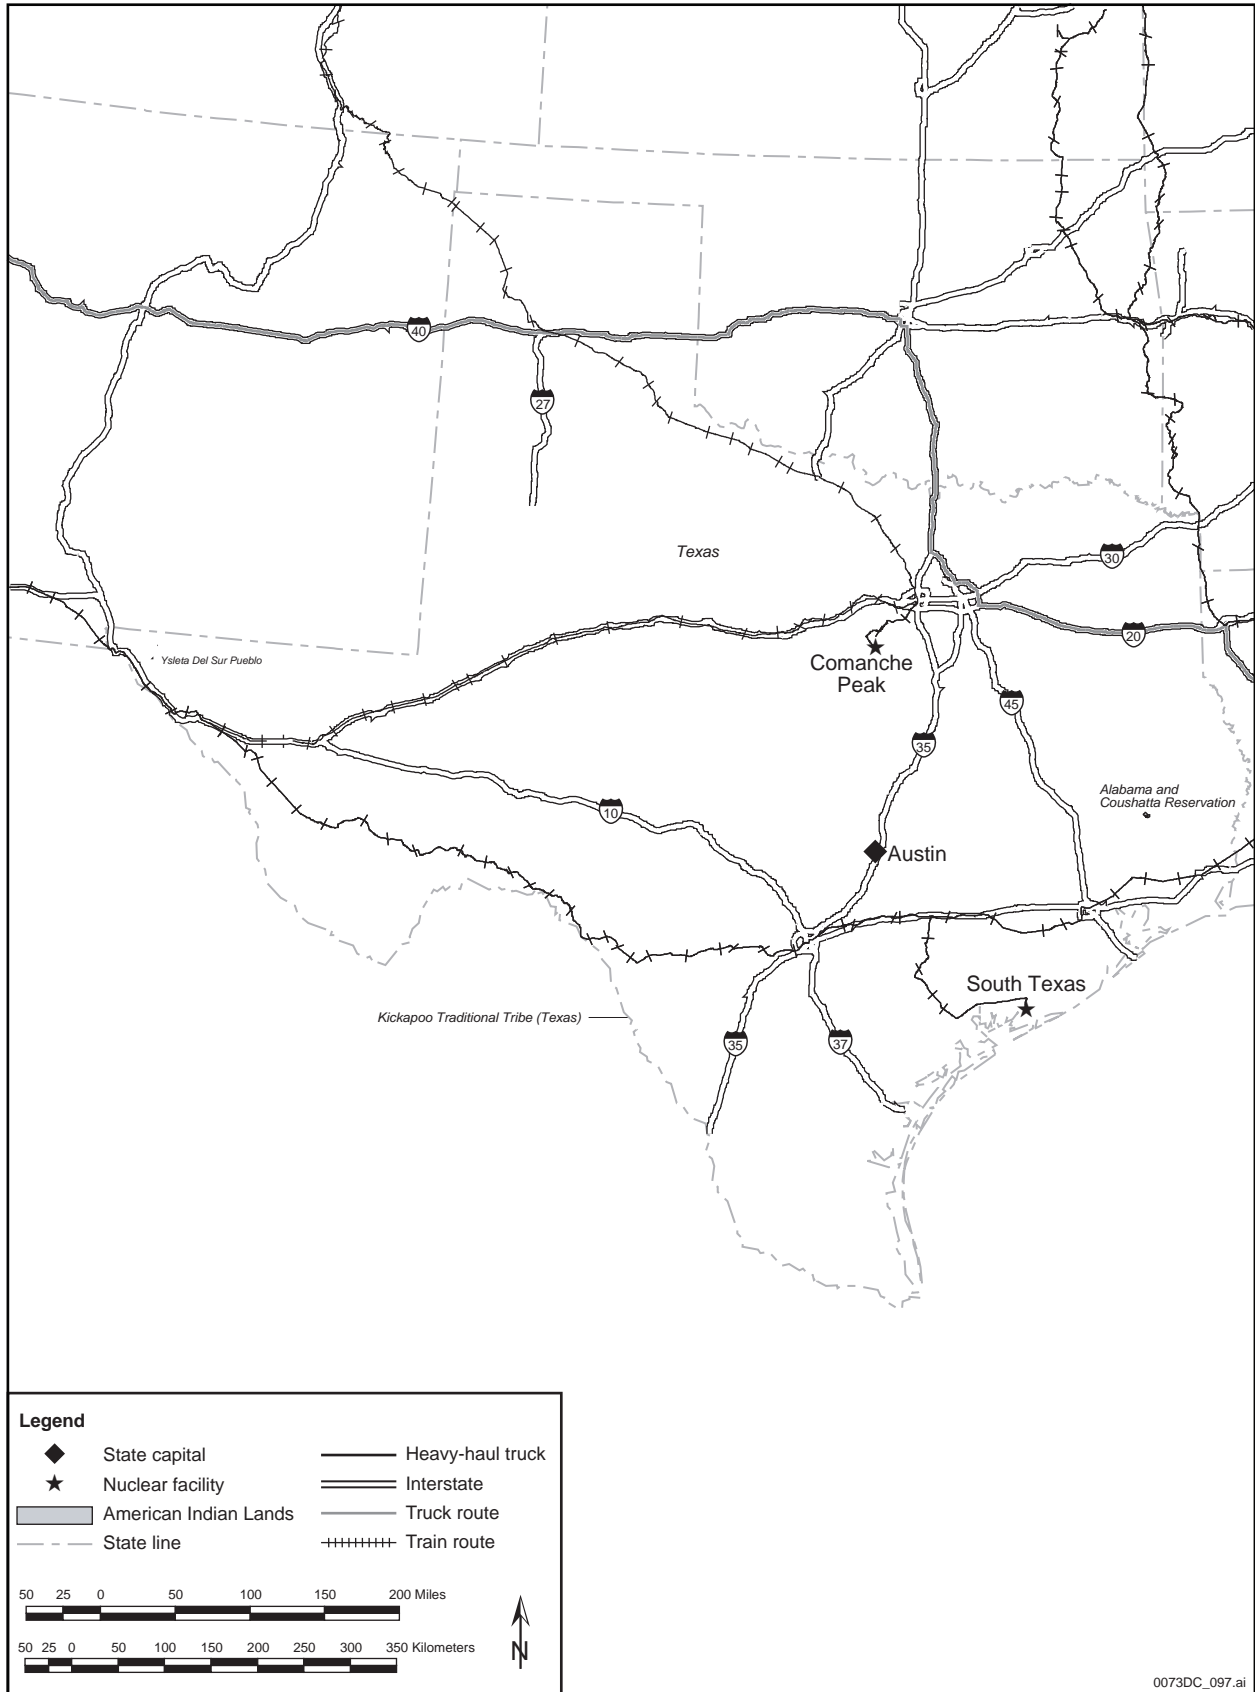 40
27
Texas
30
20
Ysleta Del Sur Pueblo
Comanche
Peak
45
35
Alabama and
Coushatta Reservation
10
Austin
South Texas
Kickapoo Traditional Tribe (Texas)
35
37
Legend
State capital
Heavy-haul truck
Nuclear facility
Interstate
American Indian Lands
Truck route
State line
Train route
50 25 0 50 100 150 200 Miles
50 25 0 50 100 150 200 250 300 350 Kilometers
N
0073DC_097.ai